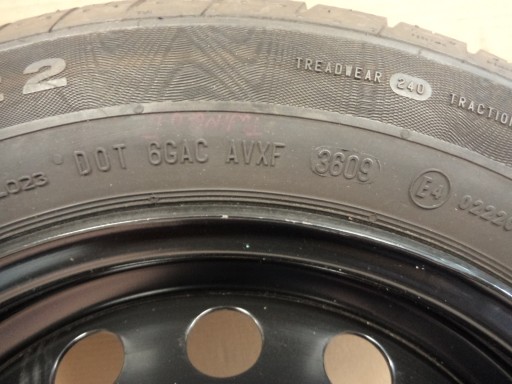 2
TREADWEAR 240 TRACTION
DOT 6GAC AVXF 3609 E4